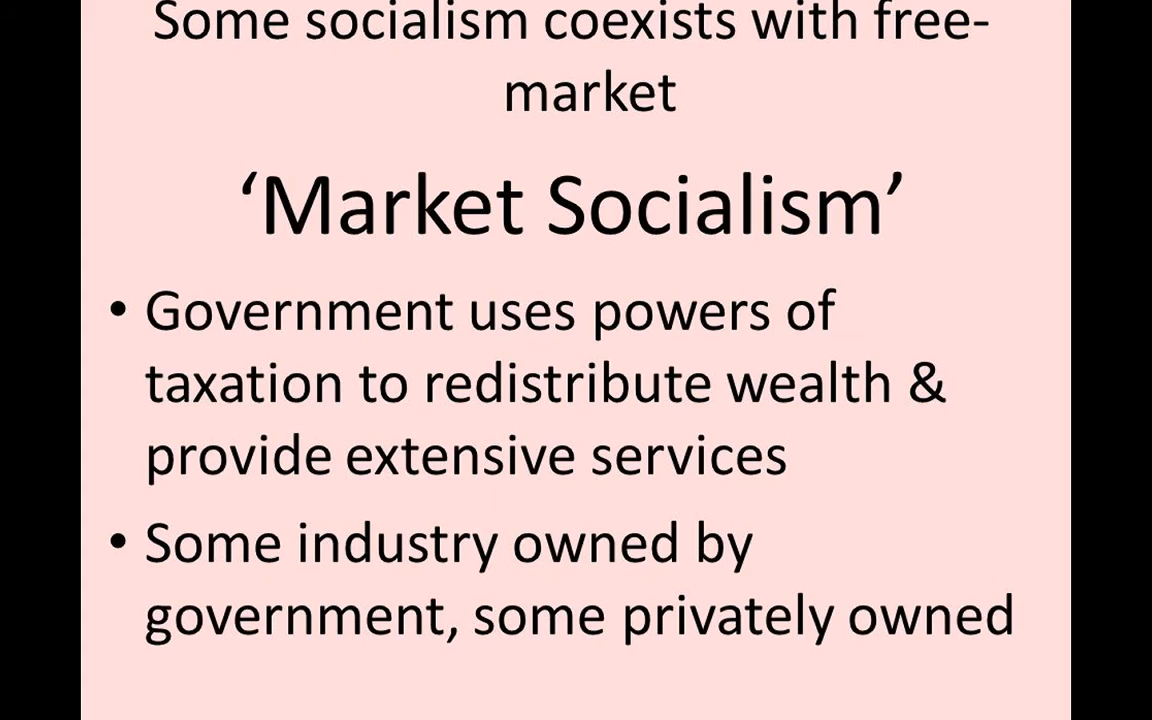 Some socialism coexists with free-
market
‘Market Socialism’
• Government uses powers of
taxation to redistribute wealth &
provide extensive services
• Some industry owned by
government, some privately owned